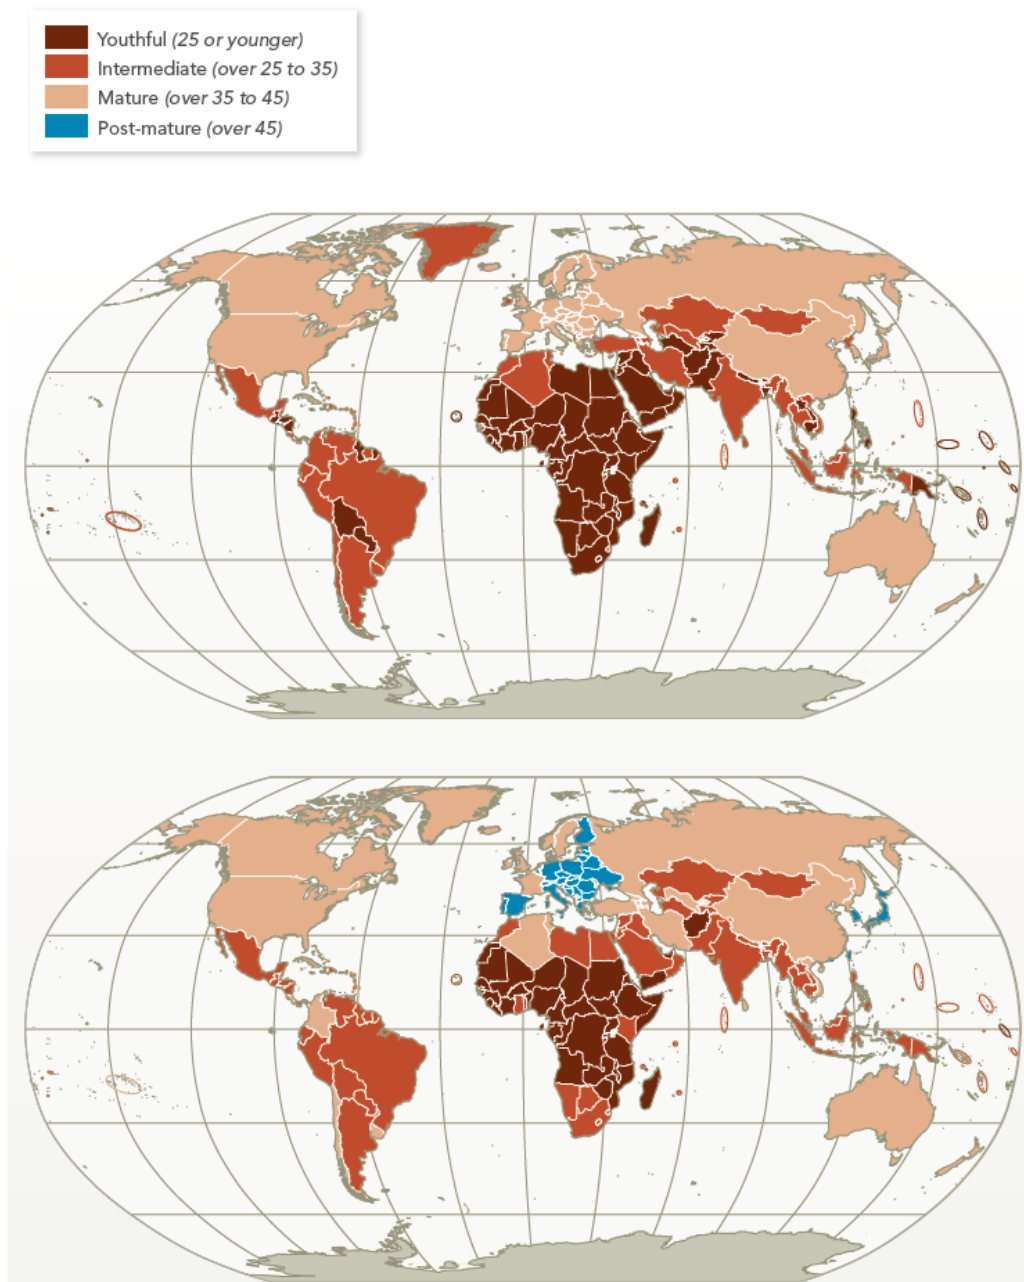 Youthful (25 or younger)
Intermediate (over 25 to 35)
Mature (over 35 to 45)
Post-mature (over 45)